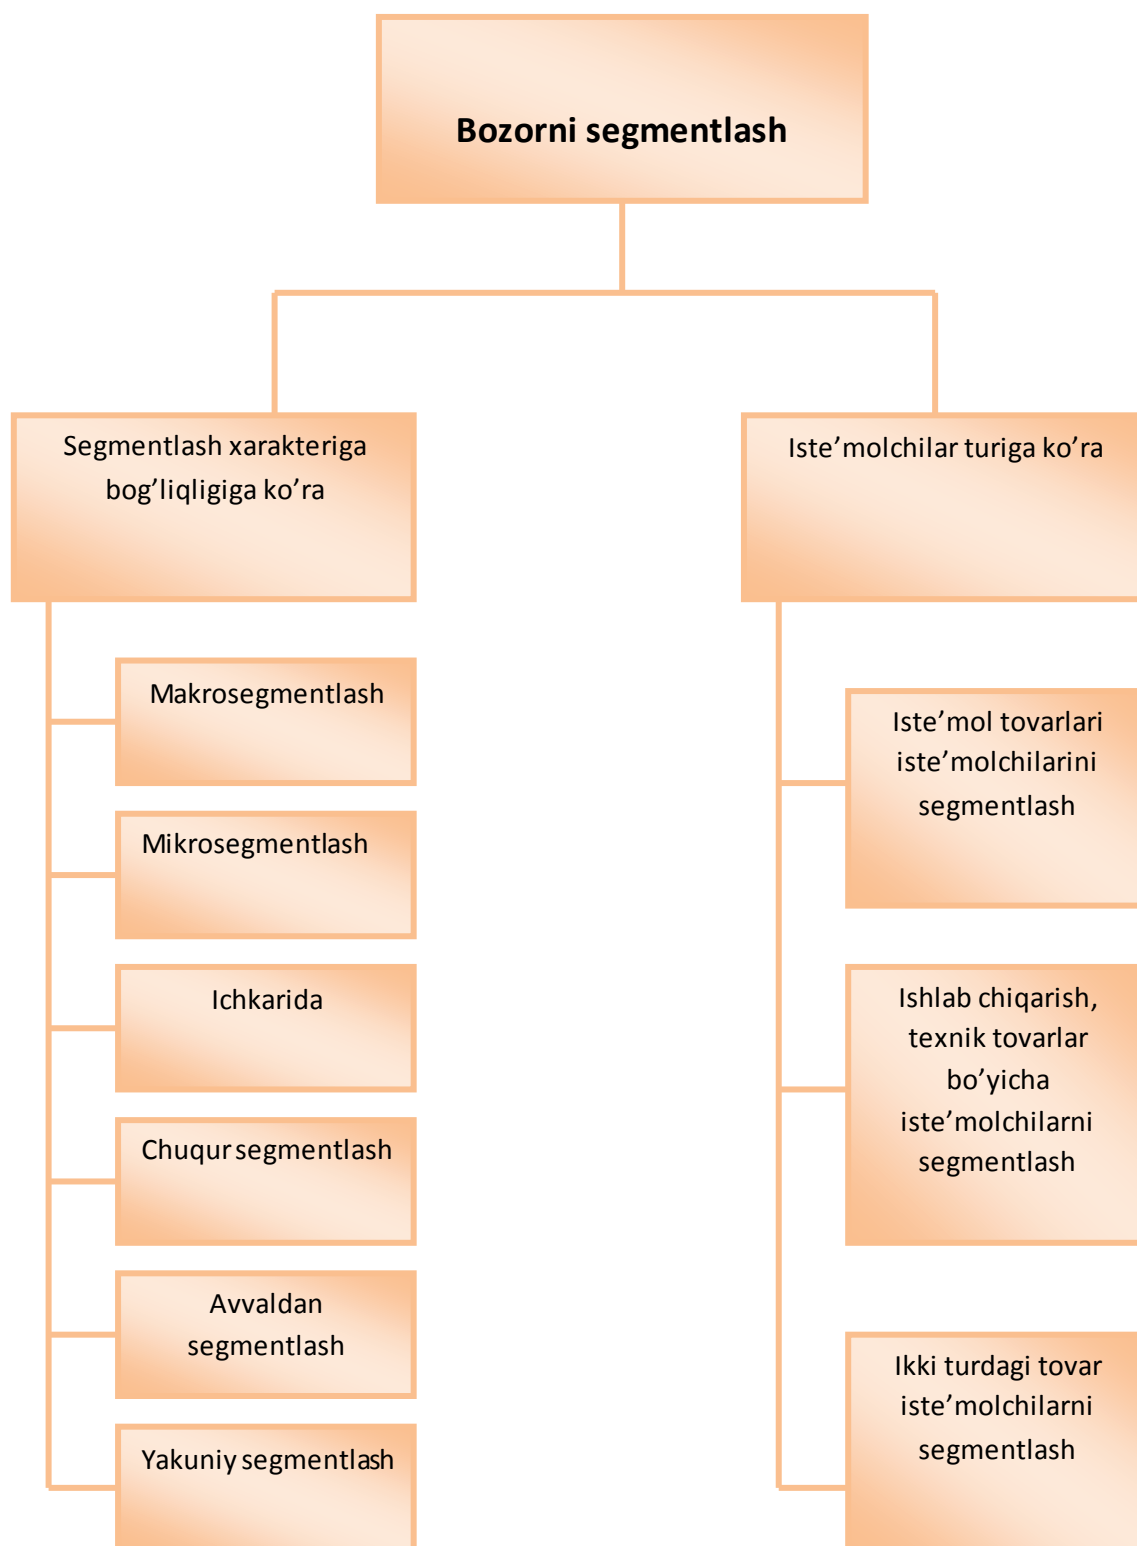 Bozorni segmentlash
Segmentlash xarakteriga
bog’liqligiga ko’ra
Makrosegmentlash
Mikrosegmentlash
Ichkarida
Chuqur segmentlash
Avvaldan
segmentlash
Yakuniy segmentlash
Iste’molchilar turiga ko’ra
Iste’mol tovarlari
iste’molchilarini
segmentlash
Ishlab chiqarish,
texnik tovarlar
bo’yicha
iste’molchilarni
segmentlash
Ikki turdagi tovar
iste’molchilarni
segmentlash